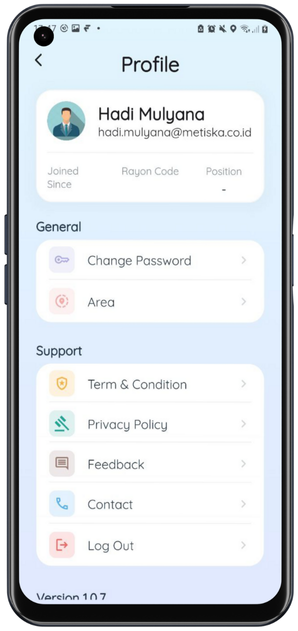 Profile
Hadi Mulyana
hadi.mulyana@metiska.co.id
Joined Since
Rayon Code
Position
-
General
Change Password
Area
Support
Term & Condition
Privacy Policy
Feedback
Contact
Log Out
Version 1.0.7